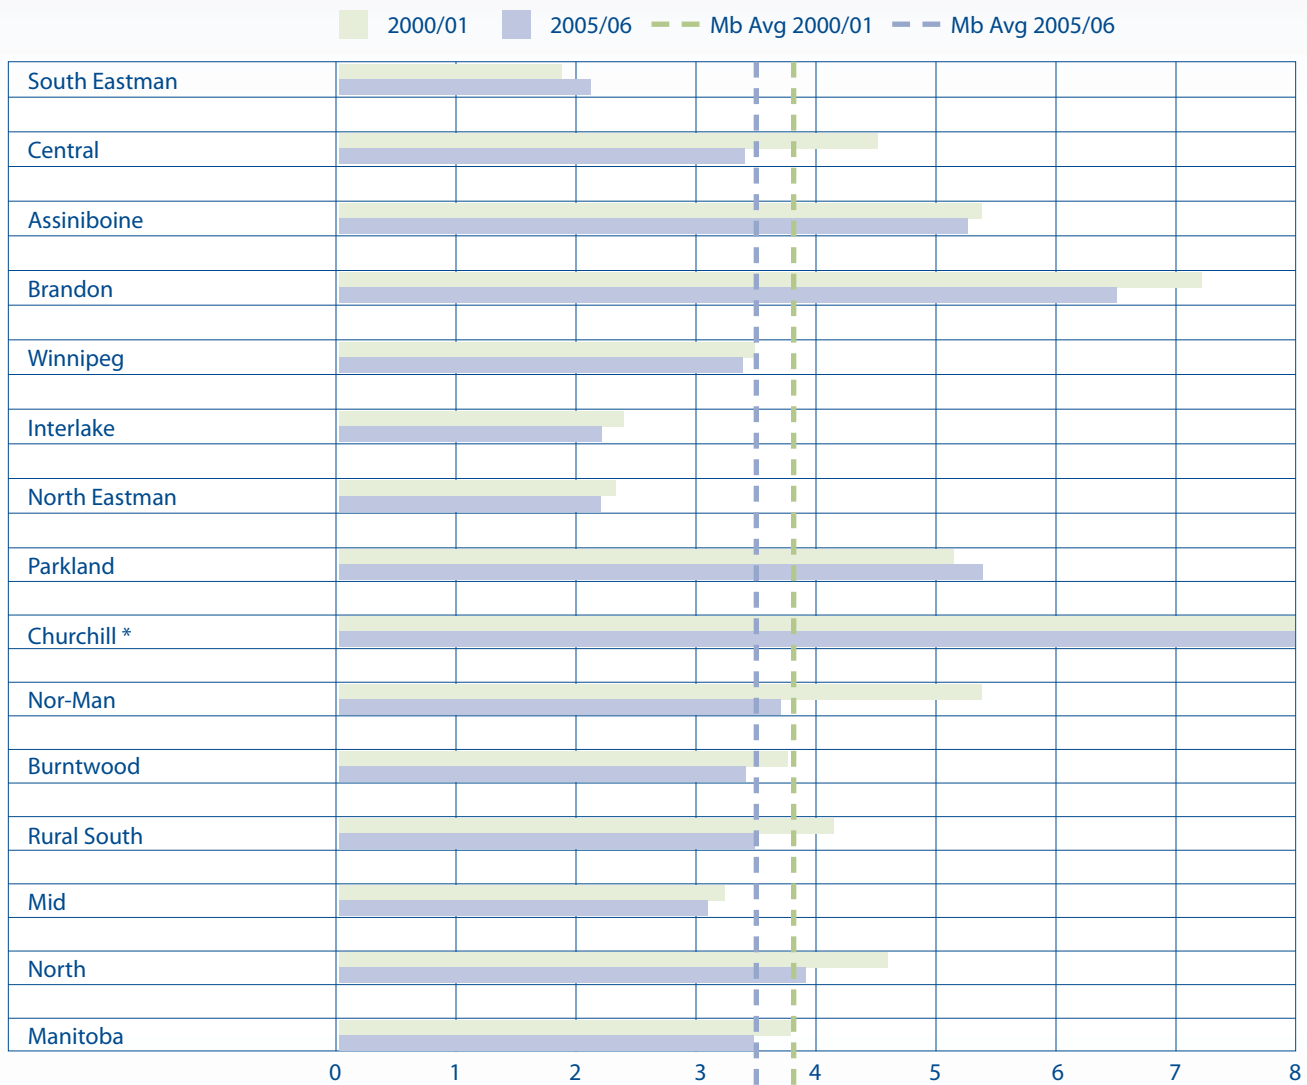 2000/01 2005/06 Mb Avg 2000/01 Mb Avg 2005/06
South Eastman
Central
Assiniboine
Brandon
Winnipeg
Interlake
North Eastman
Parkland
Churchill *
Nor-Man
Burntwood
Rural South
Mid
North
Manitoba
0 1 2 3 4 5 6 7 8